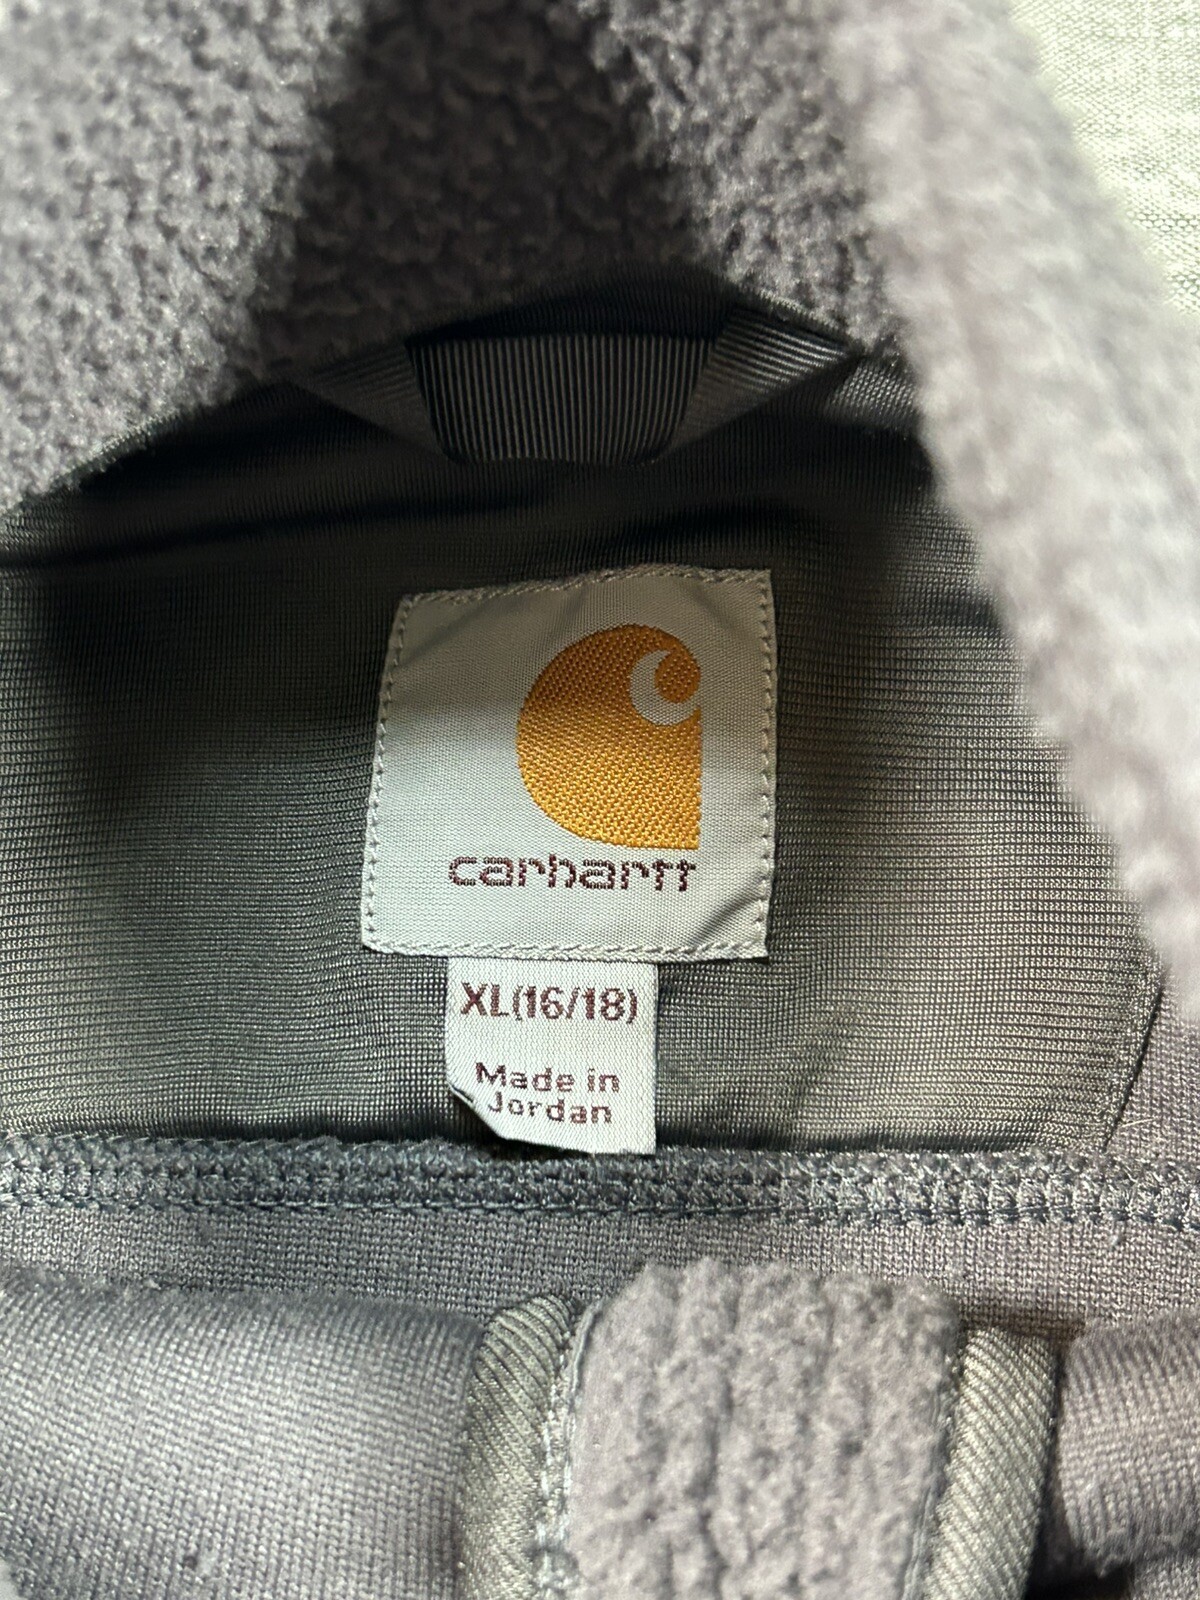 carhartt
XL(16/18)
Made in
Jordan